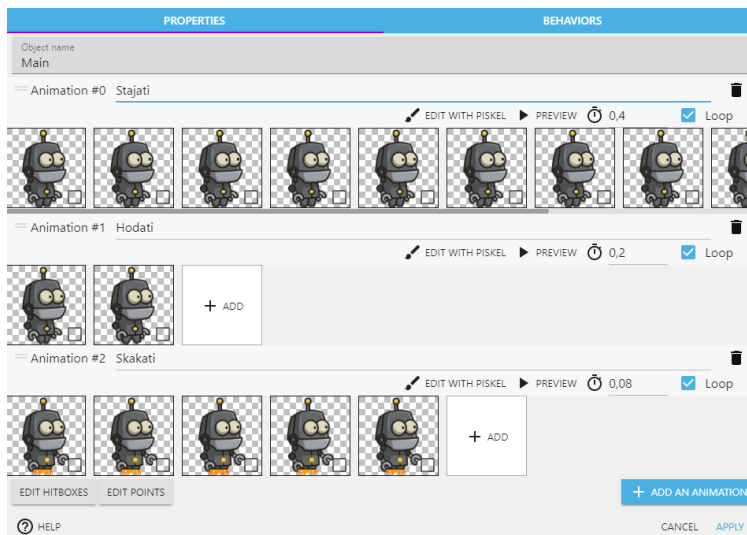 PROPERTIES BEHAVIORS
Object name
Main
Animation #0 Stajati
EDIT WITH PISKEL PREVIEW 0,4 Loop
Animation #1 Hodati
EDIT WITH PISKEL PREVIEW 0,2 Loop
+ ADD
Animation #2 Skakati
EDIT WITH PISKEL PREVIEW 0,08 Loop
+ ADD
EDIT HITBOXES EDIT POINTS + ADD AN ANIMATION
? HELP CANCEL APPLY